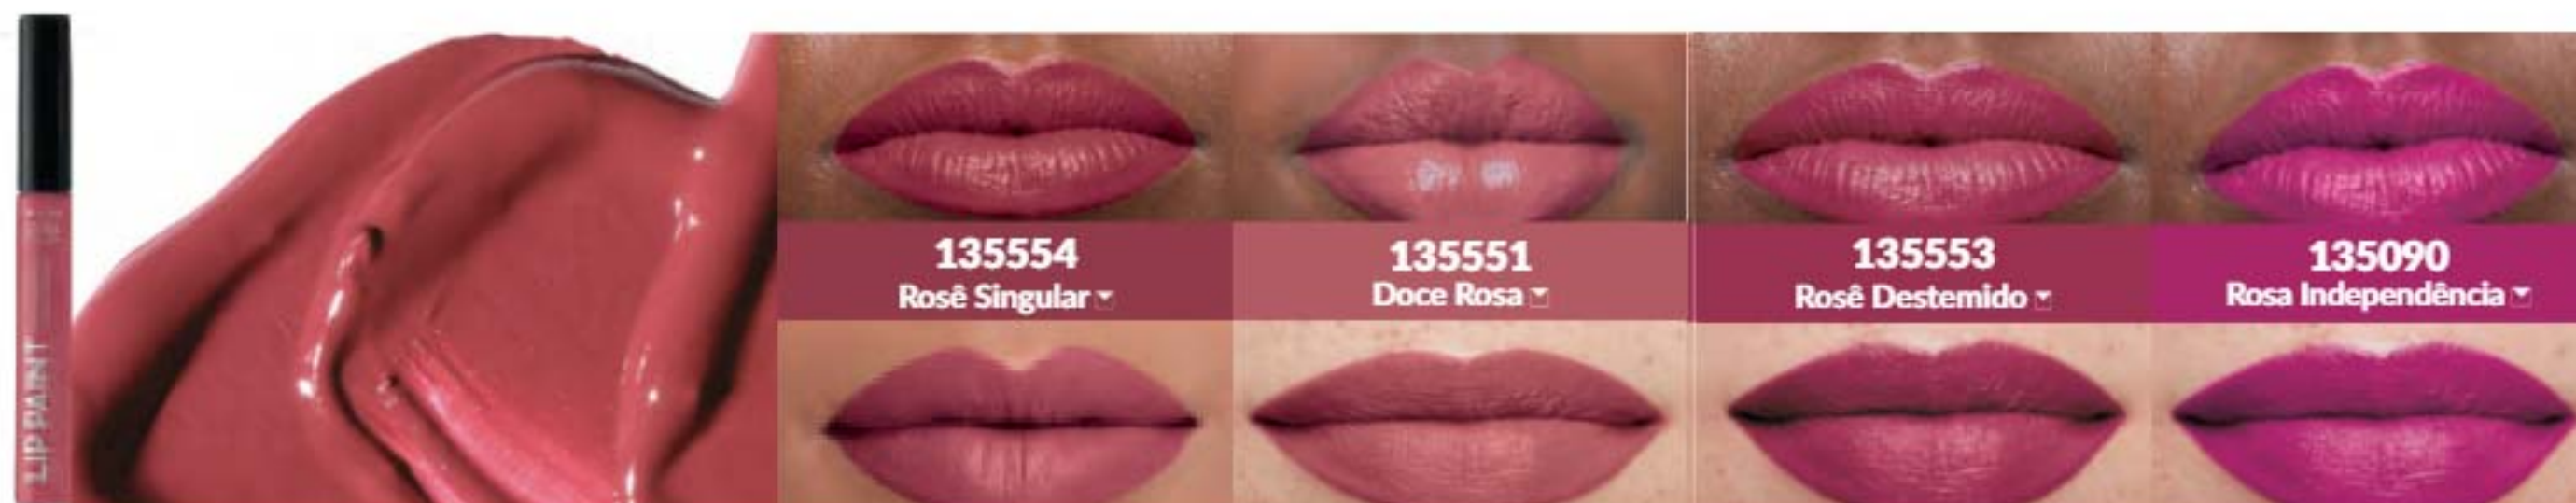 LIP PAINT
135554
Rosê Singular
135551
Doce Rosa
135553
Rosê Destemido
135090
Rosa Independência